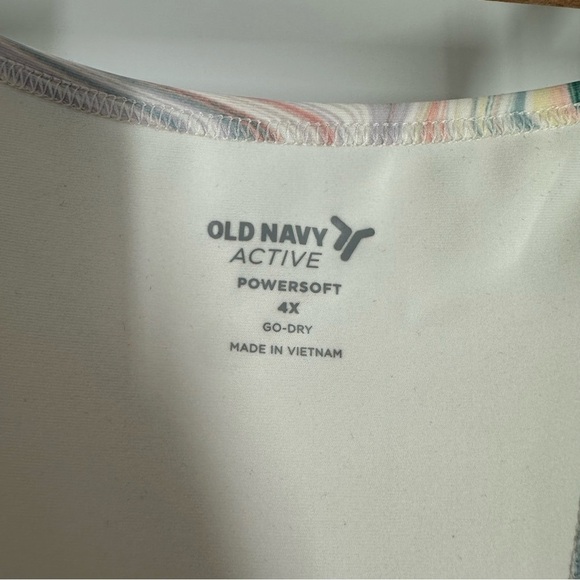 OLD NAVY
ACTIVE
POWERSOFT
4X
GO-DRY
MADE IN VIETNAM